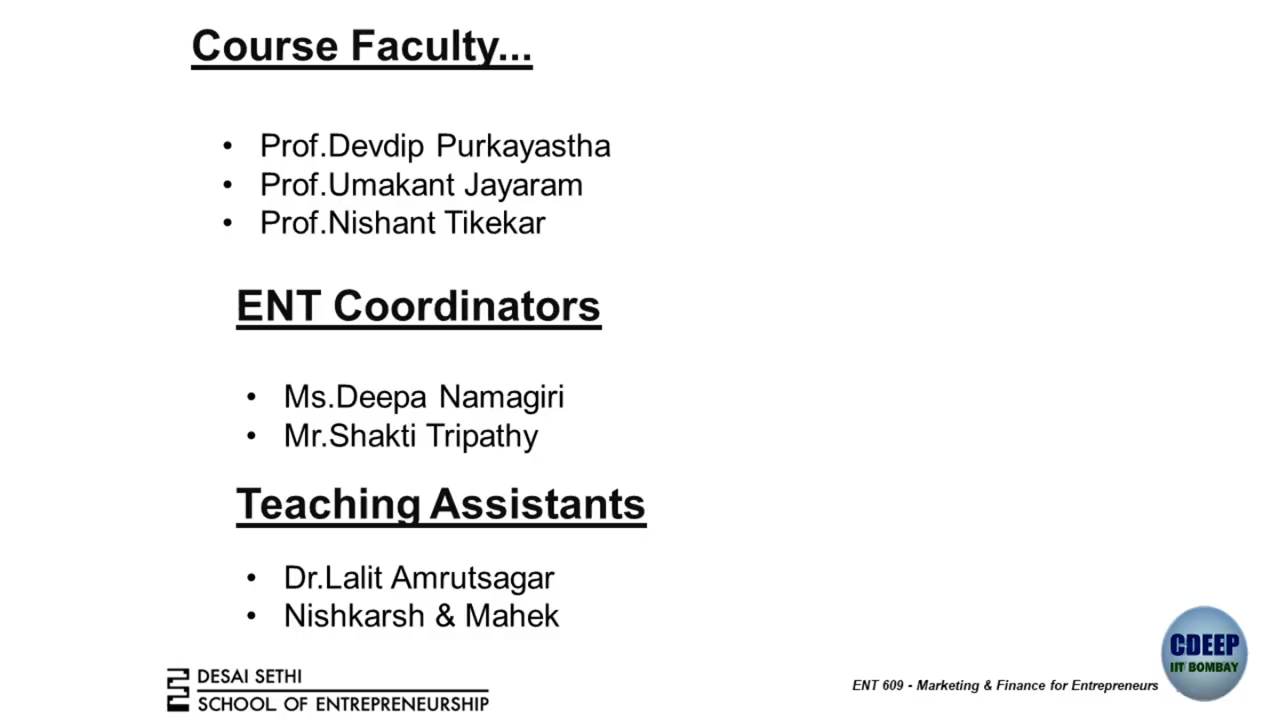 Course Faculty...
• Prof.Devdip Purkayastha
• Prof.Umakant Jayaram
• Prof.Nishant Tikekar
ENT Coordinators
• Ms.Deepa Namagiri
• Mr.Shakti Tripathy
Teaching Assistants
• Dr.Lalit Amrutsagar
• Nishkarsh & Mahek
DESAI SETHI
SCHOOL OF ENTREPRENEURSHIP
ENT 609 - Marketing & Finance for Entrepreneurs
CDEEP
IIT BOMBAY